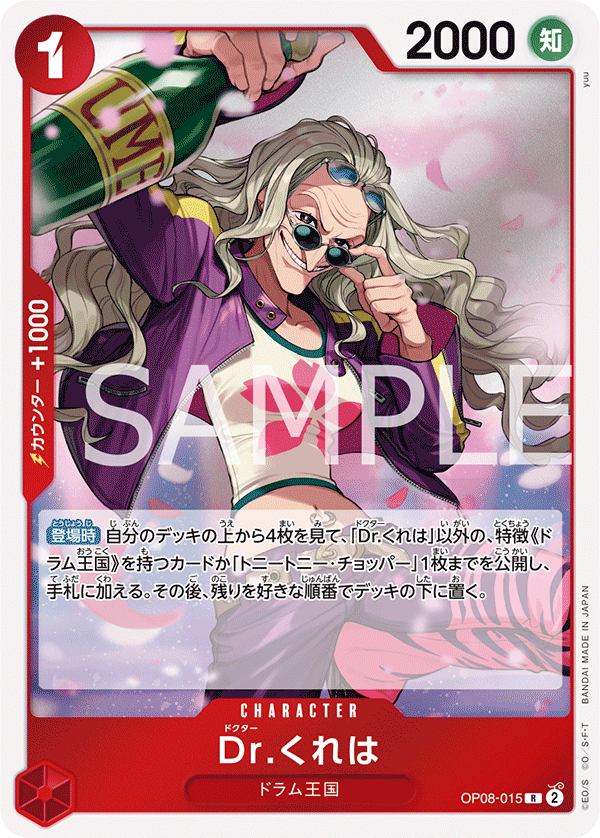 1
2000
知
yuu
LIME
カウンター +1000
SAMPLE
登場時 自分のデッキの上から4枚を見て、「Dr.くれは」以外の、特徴《ド
ラム王国》を持つカードか「トニートニー・チョッパー」1枚までを公開し、
手札に加える。その後、残りを好きな順番でデッキの下に置く。
©E.O/S ©O/S・F・T BANDAI MADE IN JAPAN
CHARACTER
ドクター
Dr.くれは
ドラム王国
OP08-015 R 2